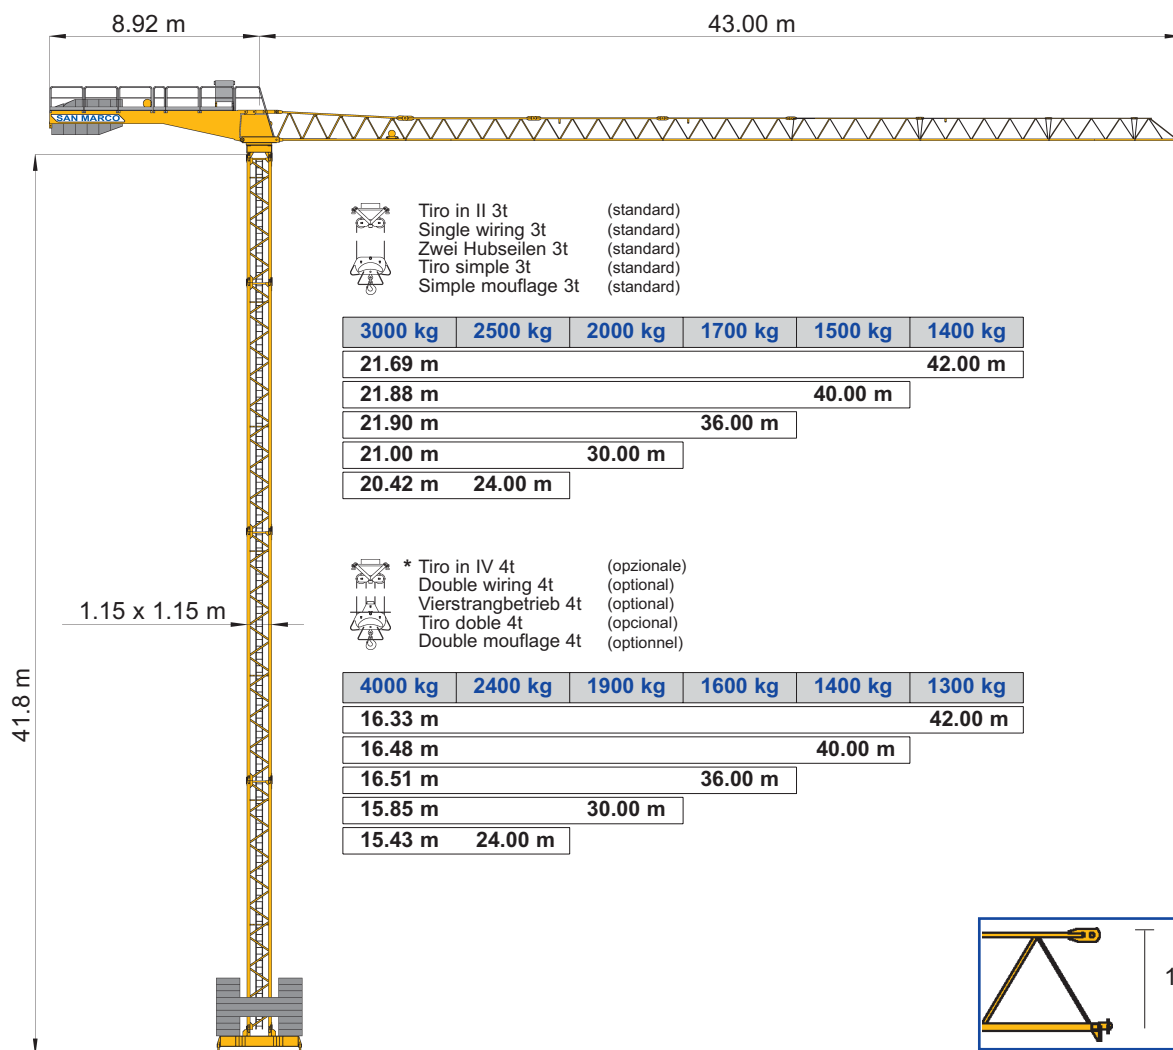 8.92 m
43.00 m
SAN MARCO
Tiro in II 3t (standard)
Single wiring 3t (standard)
Zwei Hubseilen 3t (standard)
Tiro simple 3t (standard)
Simple mouflage 3t (standard)
3000 kg 2500 kg 2000 kg 1700 kg 1500 kg 1400 kg
21.69 m 42.00 m
21.88 m 40.00 m
21.90 m 36.00 m
21.00 m 30.00 m
20.42 m 24.00 m
* Tiro in IV 4t (opzionale)
Double wiring 4t (optional)
Vierstrangbetrieb 4t (optional)
Tiro doble 4t (opcional)
Double mouflage 4t (optionnel)
1.15 x 1.15 m
41.8 m
4000 kg 2400 kg 1900 kg 1600 kg 1400 kg 1300 kg
16.33 m 42.00 m
16.48 m 40.00 m
16.51 m 36.00 m
15.85 m 30.00 m
15.43 m 24.00 m
1